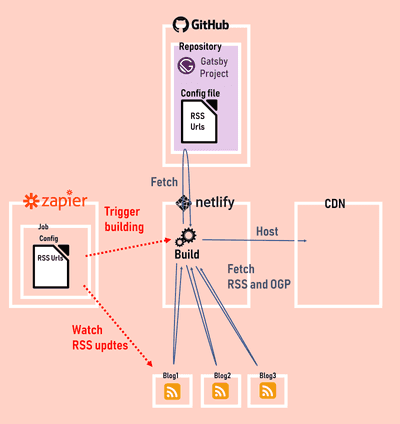 GitHub
Repository
Gatsby
Project
Config file
RSS
Urls
Fetch
zapier
netlify
CDN
Trigger
building
Job
Config
RSS Urls
Host
Build
Fetch
RSS and OGP
Watch
RSS updtes
Blog1
Blog2
Blog3